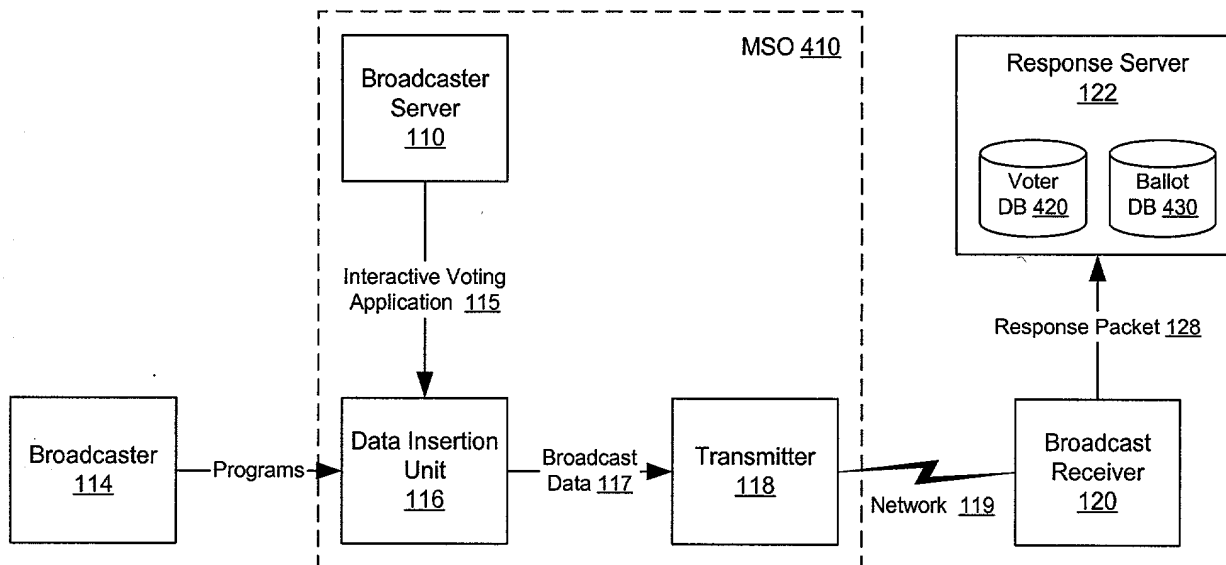 MSO 410
Broadcaster
Server
110
Response Server
122
Voter
DB 420
Ballot
DB 430
Interactive Voting
Application 115
Response Packet 128
Broadcaster
114
Programs
Data Insertion
Unit
116
Broadcast
Data 117
Transmitter
118
Network 119
Broadcast
Receiver
120